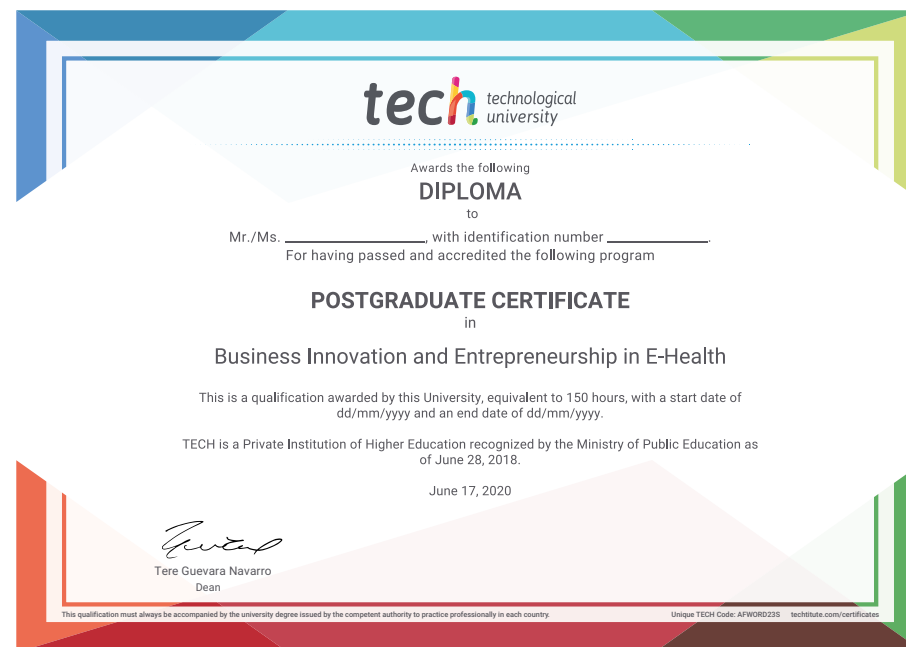 tech technological
university
Awards the following
DIPLOMA
to
Mr./Ms. ____________________, with identification number ______________.
For having passed and accredited the following program
POSTGRADUATE CERTIFICATE
in
Business Innovation and Entrepreneurship in E-Health
This is a qualification awarded by this University, equivalent to 150 hours, with a start date of
dd/mm/yyyy and an end date of dd/mm/yyyy.
TECH is a Private Institution of Higher Education recognized by the Ministry of Public Education as
of June 28, 2018.
June 17, 2020
Tere Guevara Navarro
Dean
This qualification must always be accompanied by the university degree issued by the competent authority to practice professionally in each country. Unique TECH Code: AFWORD23S techtitute.com/certificates